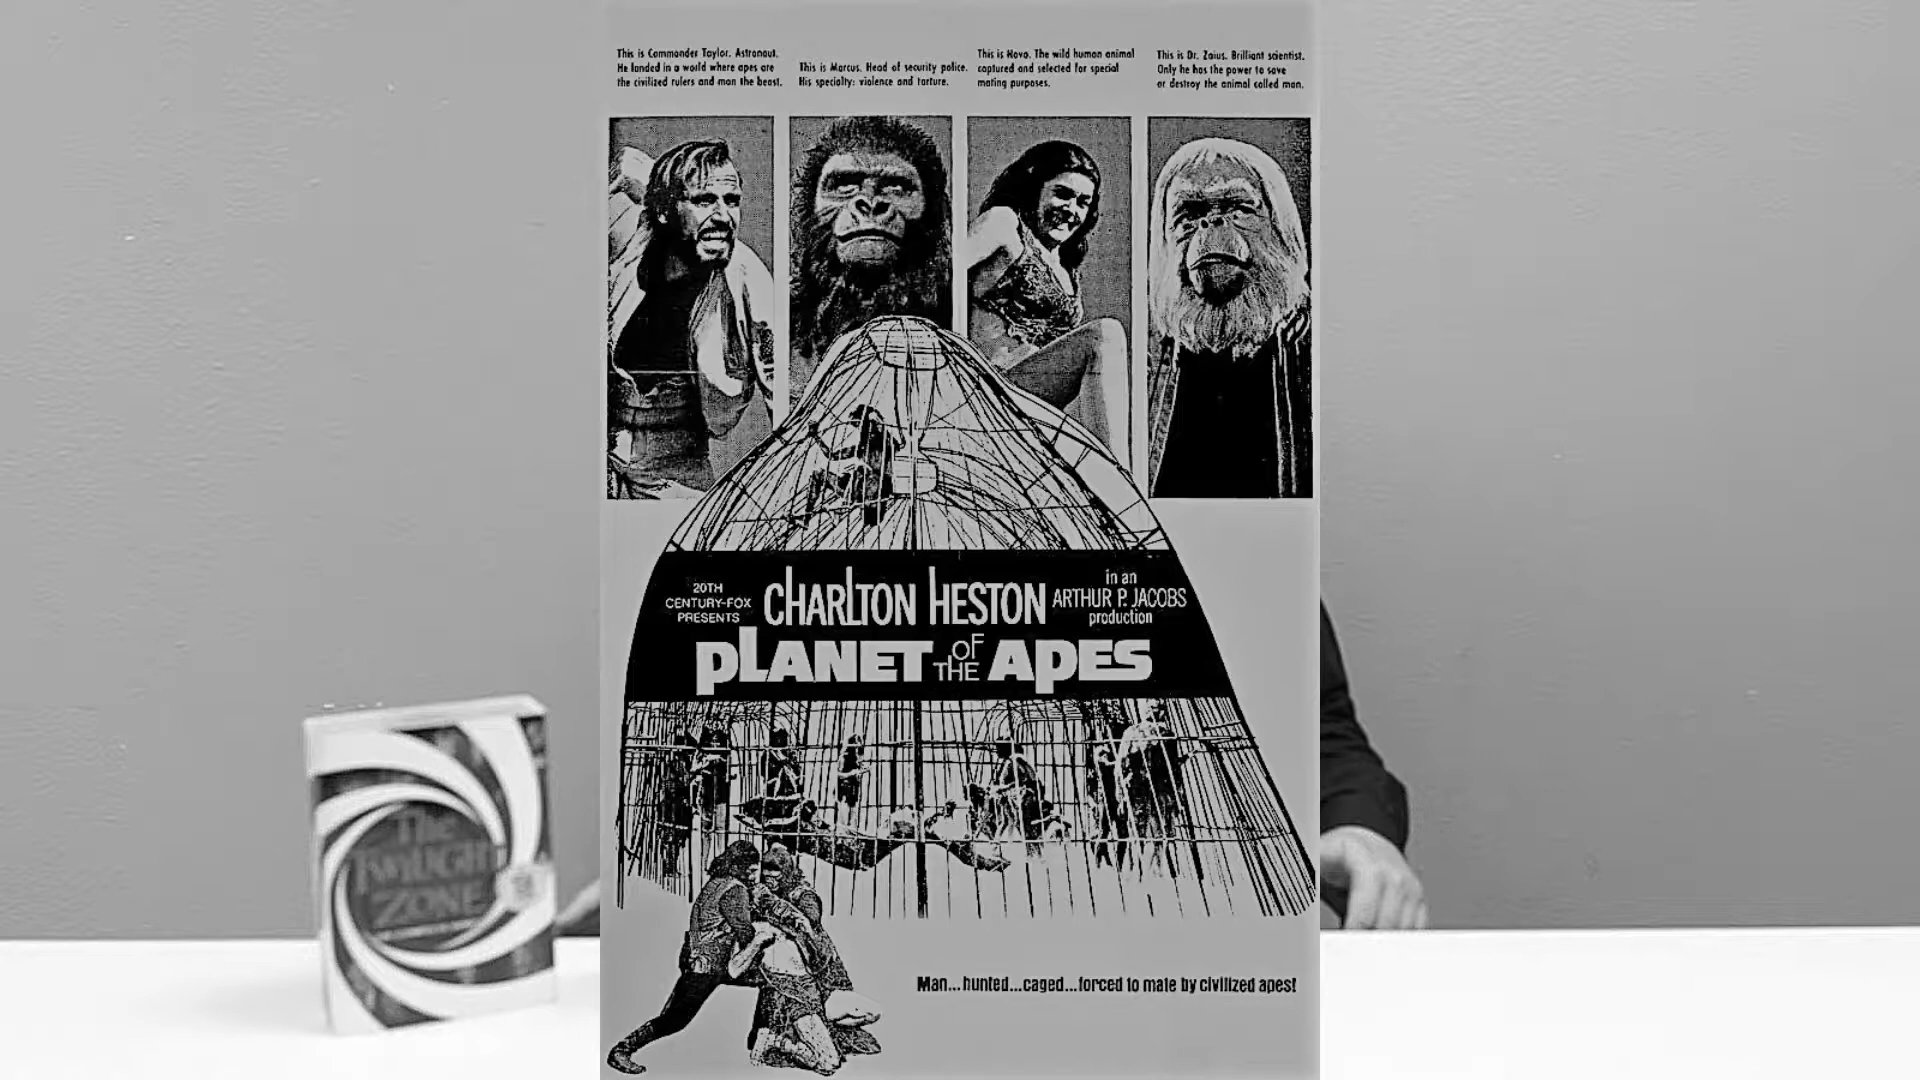 This is Commander Taylor. Astronaut.
He landed in a world where apes are
the civilized rulers and man the beast.
This is Marcus. Head of security police.
His specialty: violence and torture.
This is Nova. The wild human animal
captured and selected for special
mating purposes.
This is Dr. Zaius. Brilliant scientist.
Only he has the power to save
or destroy the animal called man.
20TH
CENTURY-FOX
PRESENTS
CHARLTON HESTON
in an
ARTHUR P. JACOBS
production
PLANET OF THE APES
The
Twilight
Zone
Man...hunted...caged...forced to mate by civilized apes!